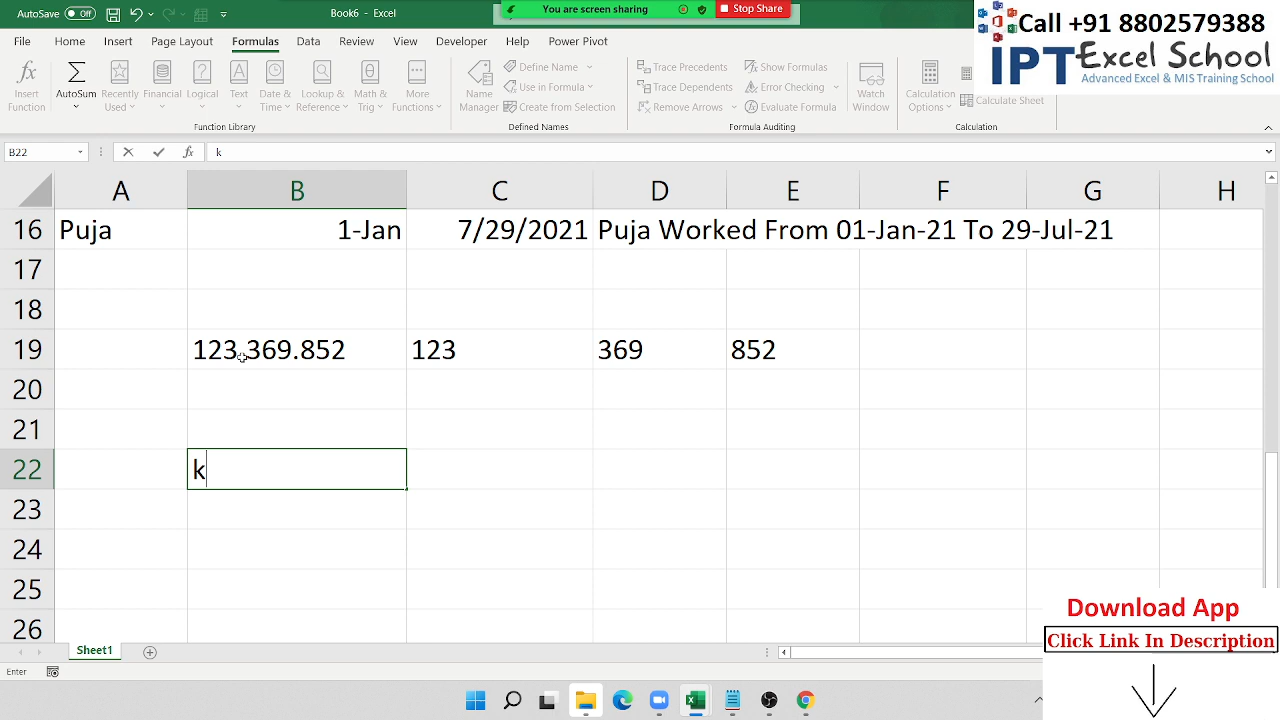 AutoSave Off Book6 - Excel You are screen sharing Stop Share
Call +91 8802579388
IPT Excel School
Advanced Excel & MIS Training School
File Home Insert Page Layout Formulas Data Review View Developer Help Power Pivot
Insert Function
AutoSum
Recently Used
Financial
Logical
Text
Date & Time
Lookup & Reference
Math & Trig
More Functions
Function Library
Name Manager
Define Name
Use in Formula
Create from Selection
Defined Names
Trace Precedents
Trace Dependents
Remove Arrows
Show Formulas
Error Checking
Evaluate Formula
Formula Auditing
Watch Window
Calculation Options
Calculate Sheet
Calculation
B22 fx k
A B C D E F G H
16 Puja 1-Jan 7/29/2021 Puja Worked From 01-Jan-21 To 29-Jul-21
17
18
19 123.369.852 123 369 852
20
21
22 k
23
24
25
26
Download App
Click Link In Description
Sheet1
Enter